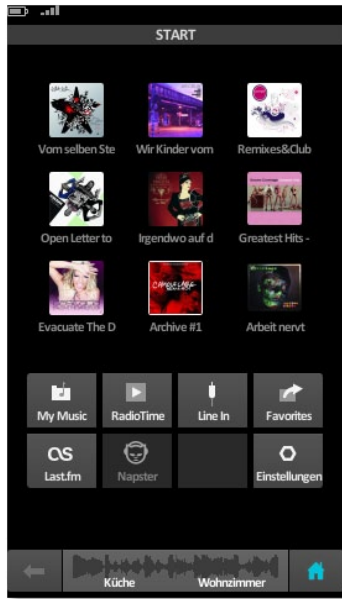 START
Vom selben Ste
Wir Kinder vom
Remixes&Club
Open Letter to
Irgendwo auf d
Greatest Hits -
Evacuate The D
Archive #1
Arbeit nervt
My Music
RadioTime
Line In
Favorites
Last.fm
Napster
Einstellungen
Küche
Wohnzimmer